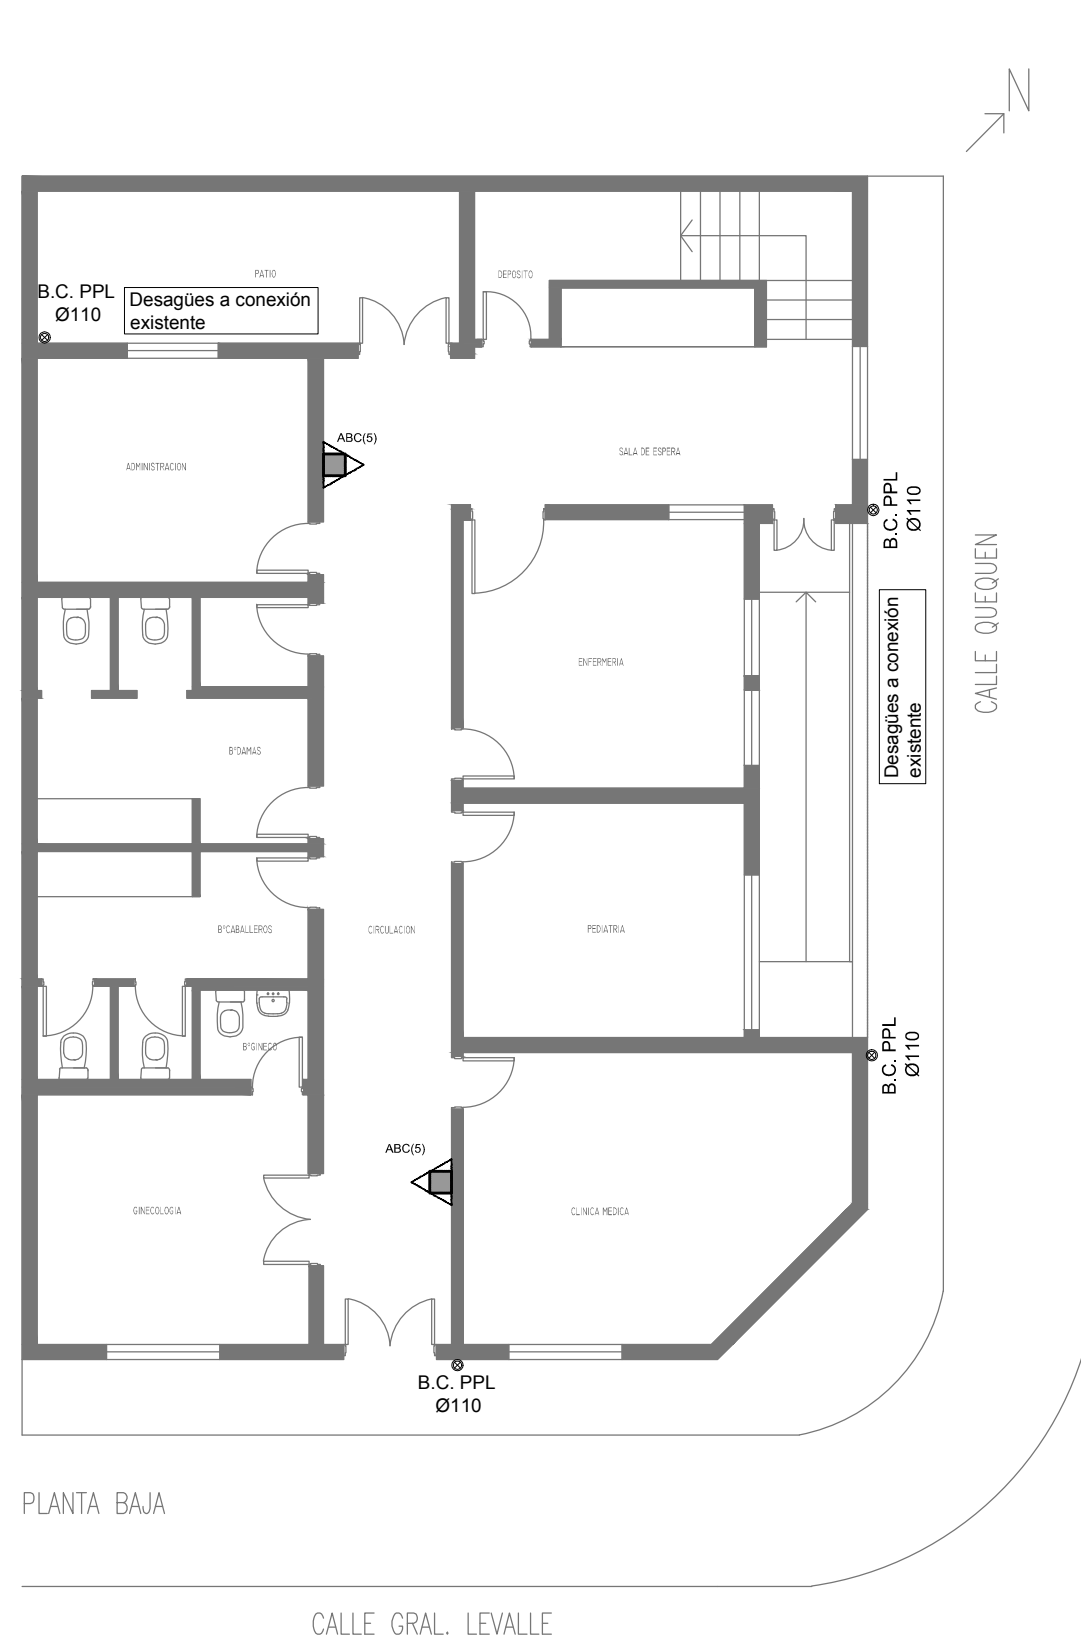 N
PATIO
DEPOSITO
B.C. PPL
Ø110
Desagües a conexión
existente
ABC(5)
ADMINISTRACION
SALA DE ESPERA
B.C. PPL
Ø110
CALLE QUEQUEN
Desagües a conexión
existente
ENFERMERIA
BºDAMAS
BºCABALLEROS
CIRCULACION
PEDIATRIA
BºGINECO
B.C. PPL
Ø110
ABC(5)
GINECOLOGIA
CLINICA MEDICA
B.C. PPL
Ø110
PLANTA BAJA
CALLE GRAL. LEVALLE